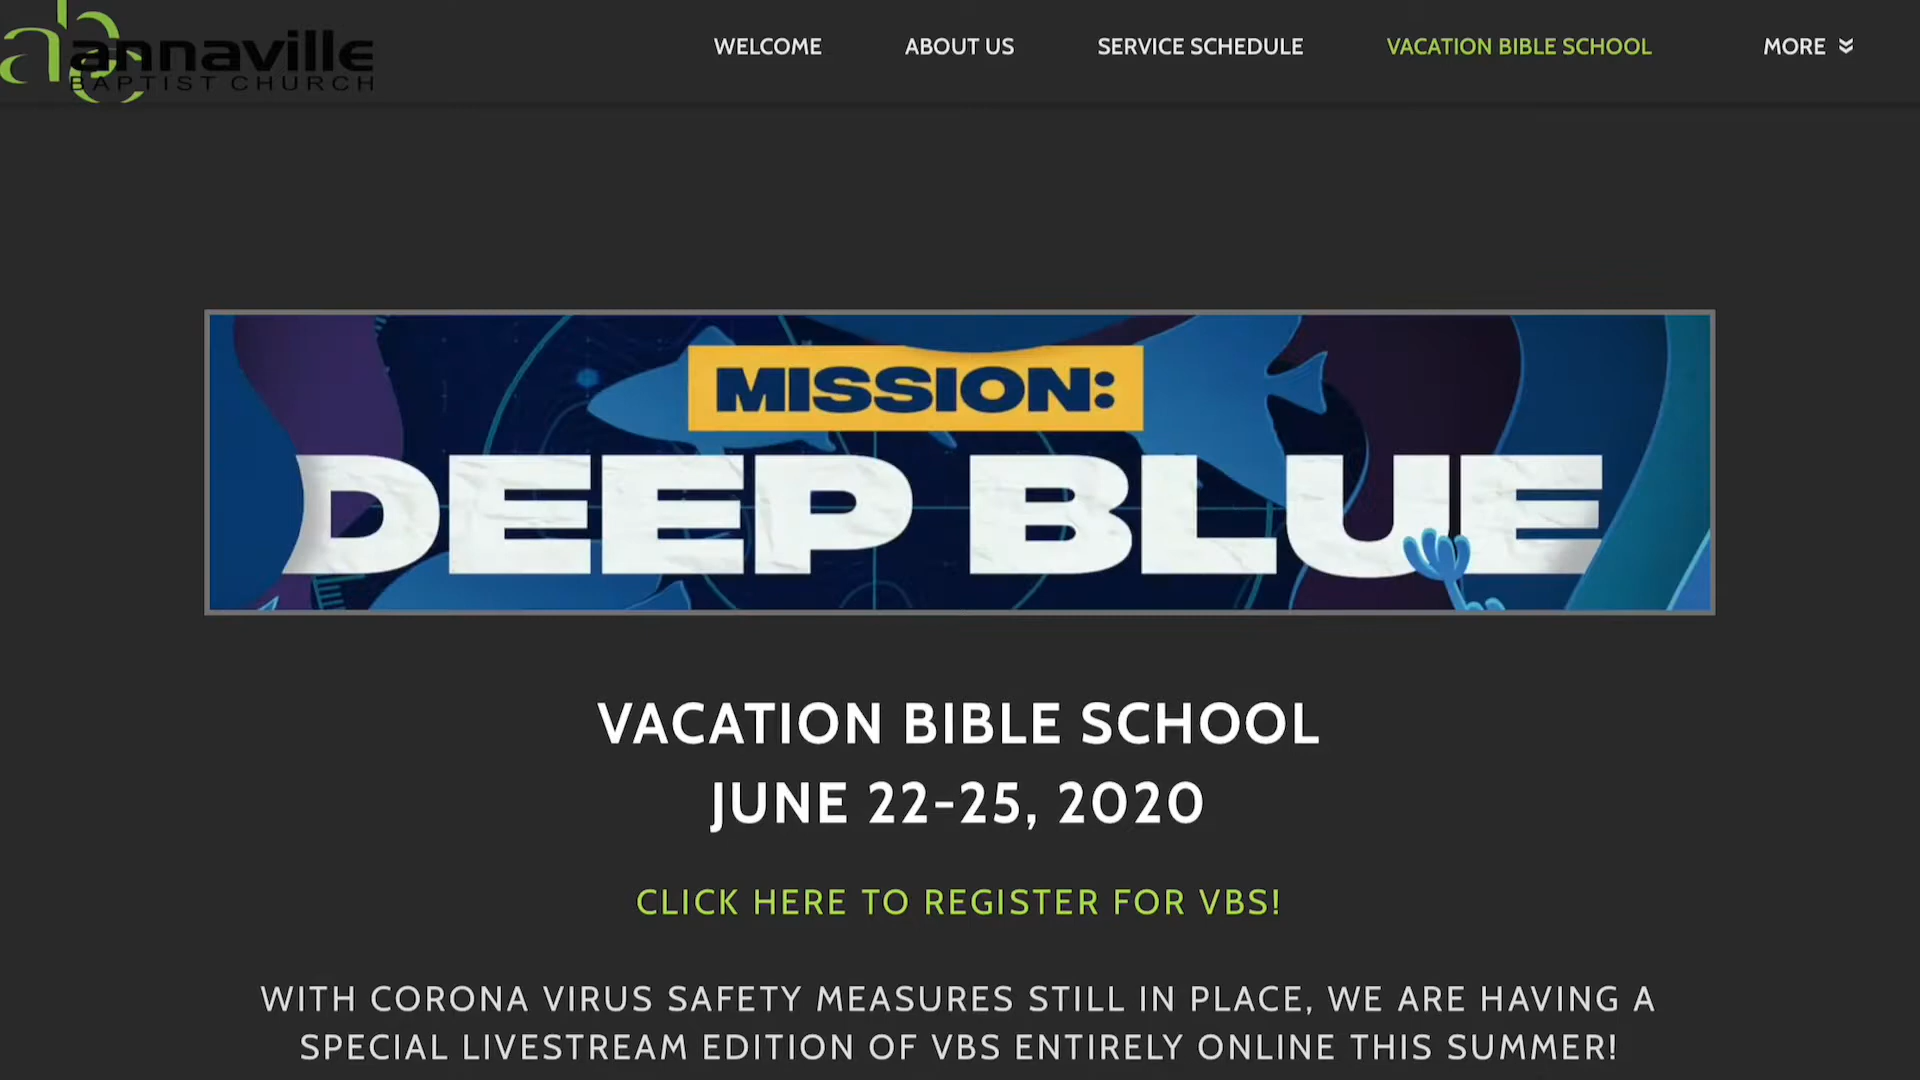 abc
annaville
BAPTIST CHURCH
WELCOME
ABOUT US
SERVICE SCHEDULE
VACATION BIBLE SCHOOL
MORE
MISSION:
DEEP BLUE
VACATION BIBLE SCHOOL
JUNE 22-25, 2020
CLICK HERE TO REGISTER FOR VBS!
WITH CORONA VIRUS SAFETY MEASURES STILL IN PLACE, WE ARE HAVING A
SPECIAL LIVESTREAM EDITION OF VBS ENTIRELY ONLINE THIS SUMMER!